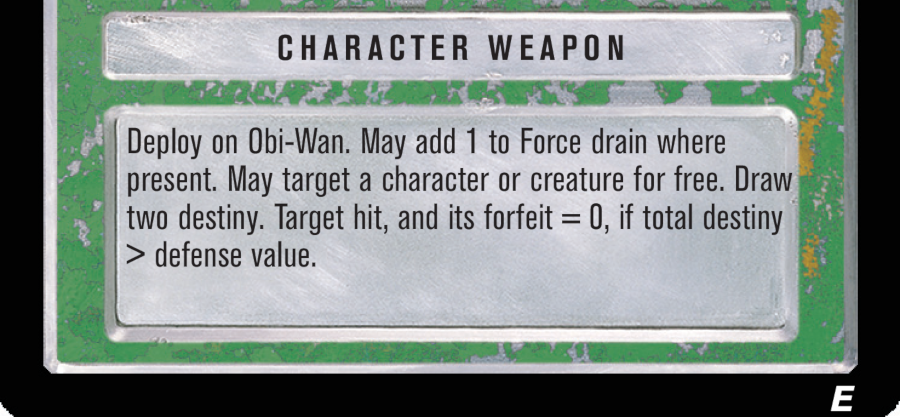 CHARACTER WEAPON
Deploy on Obi-Wan. May add 1 to Force drain where
present. May target a character or creature for free. Draw
two destiny. Target hit, and its forfeit = 0, if total destiny
> defense value.
E